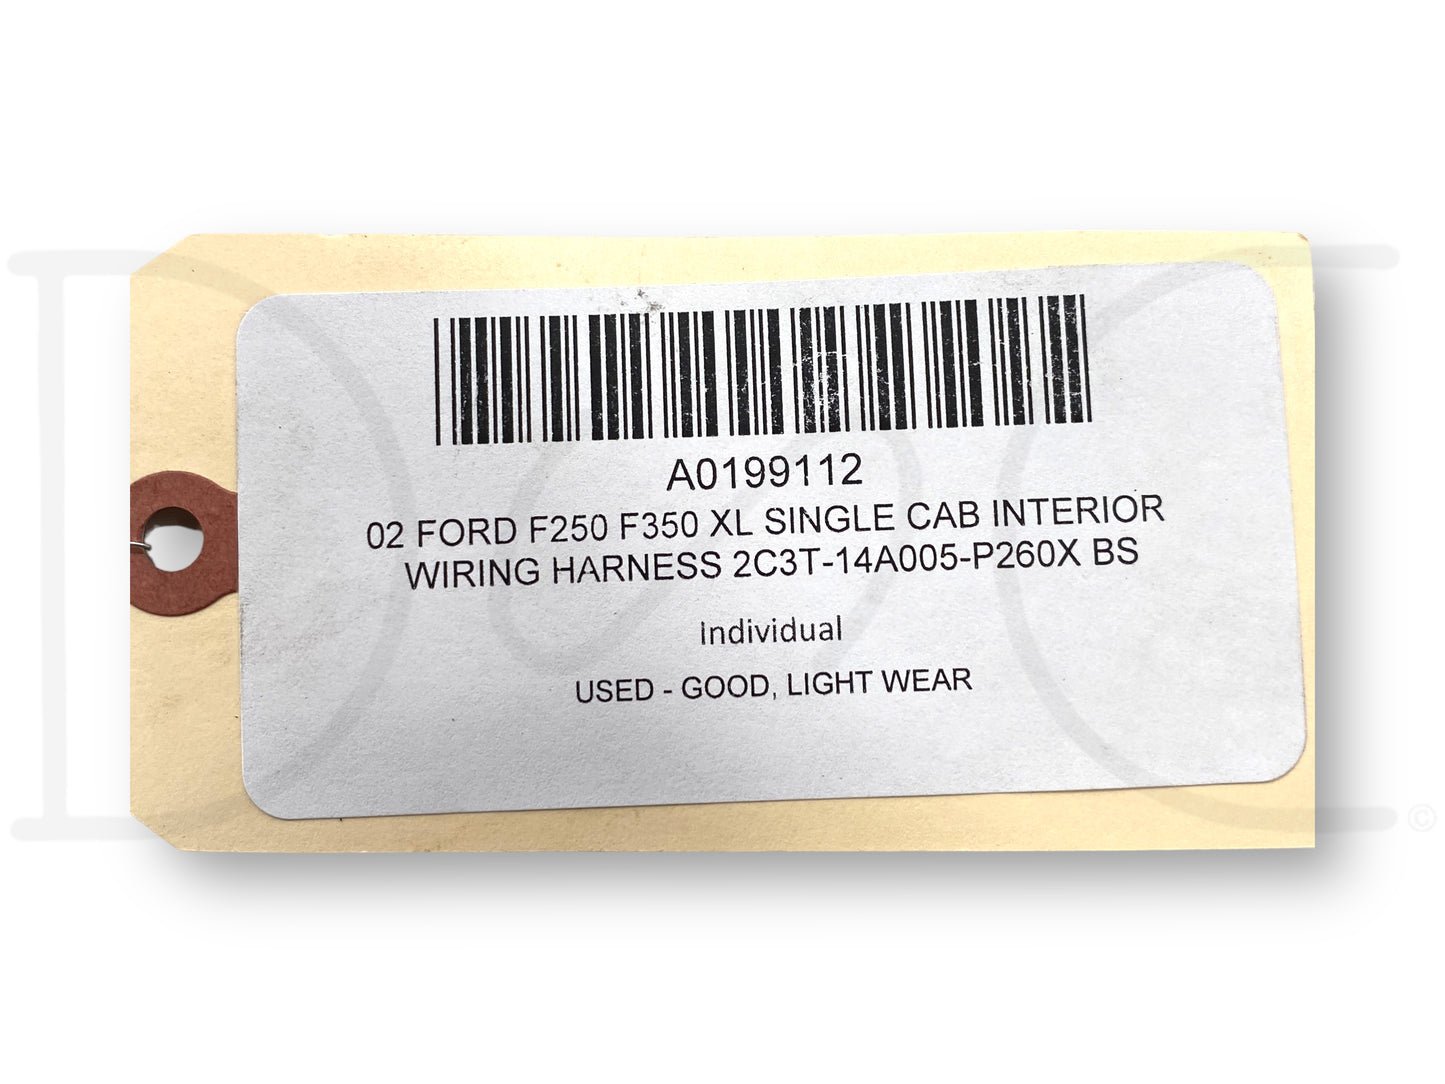 A0199112
02 FORD F250 F350 XL SINGLE CAB INTERIOR
WIRING HARNESS 2C3T-14A005-P260X BS
Individual
USED - GOOD, LIGHT WEAR
©